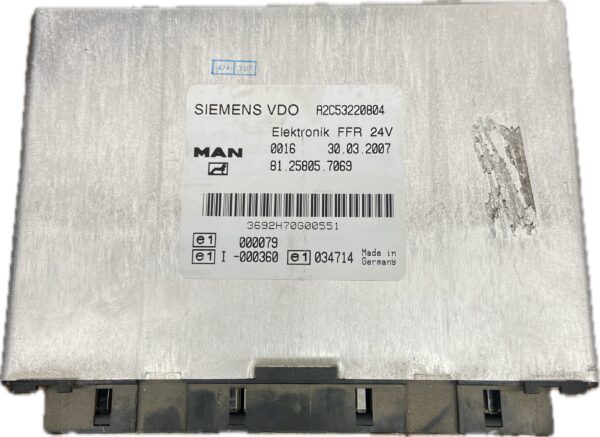 SIEMENS VDO A2C53220804
Elektronik FFR 24V
MAN 0016 30.03.2007
81.25805.7069
3692H70G00551
e1 000079
e1 I -000360 e1 034714 Made in
Germany